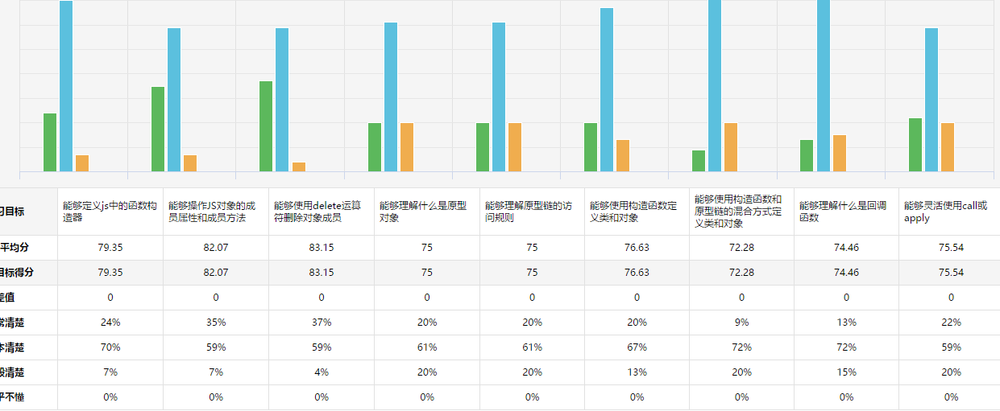 习目标 能够定义js中的函数构造器 能够操作JS对象的成员属性和成员方法 能够使用delete运算符删除对象成员 能够理解什么是原型对象 能够理解原型链的访问规则 能够使用构造函数定义类和对象 能够使用构造函数和原型链的混合方式定义类和对象 能够理解什么是回调函数 能够灵活使用call或apply
平均分 79.35 82.07 83.15 75 75 76.63 72.28 74.46 75.54
目标得分 79.35 82.07 83.15 75 75 76.63 72.28 74.46 75.54
差值 0 0 0 0 0 0 0 0 0
常清楚 24% 35% 37% 20% 20% 20% 9% 13% 22%
本清楚 70% 59% 59% 61% 61% 67% 72% 72% 59%
般清楚 7% 7% 4% 20% 20% 13% 20% 15% 20%
乎不懂 0% 0% 0% 0% 0% 0% 0% 0% 0%